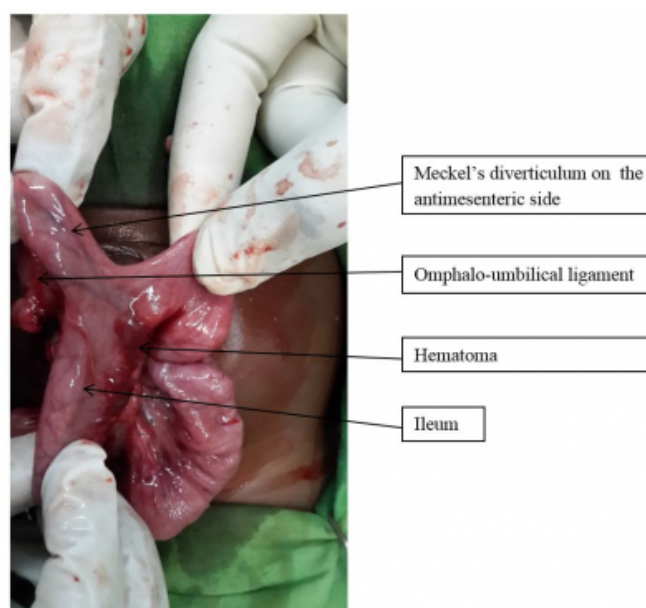 Meckel's diverticulum on the
antimesenteric side
Omphalo-umbilical ligament
Hematoma
Ileum